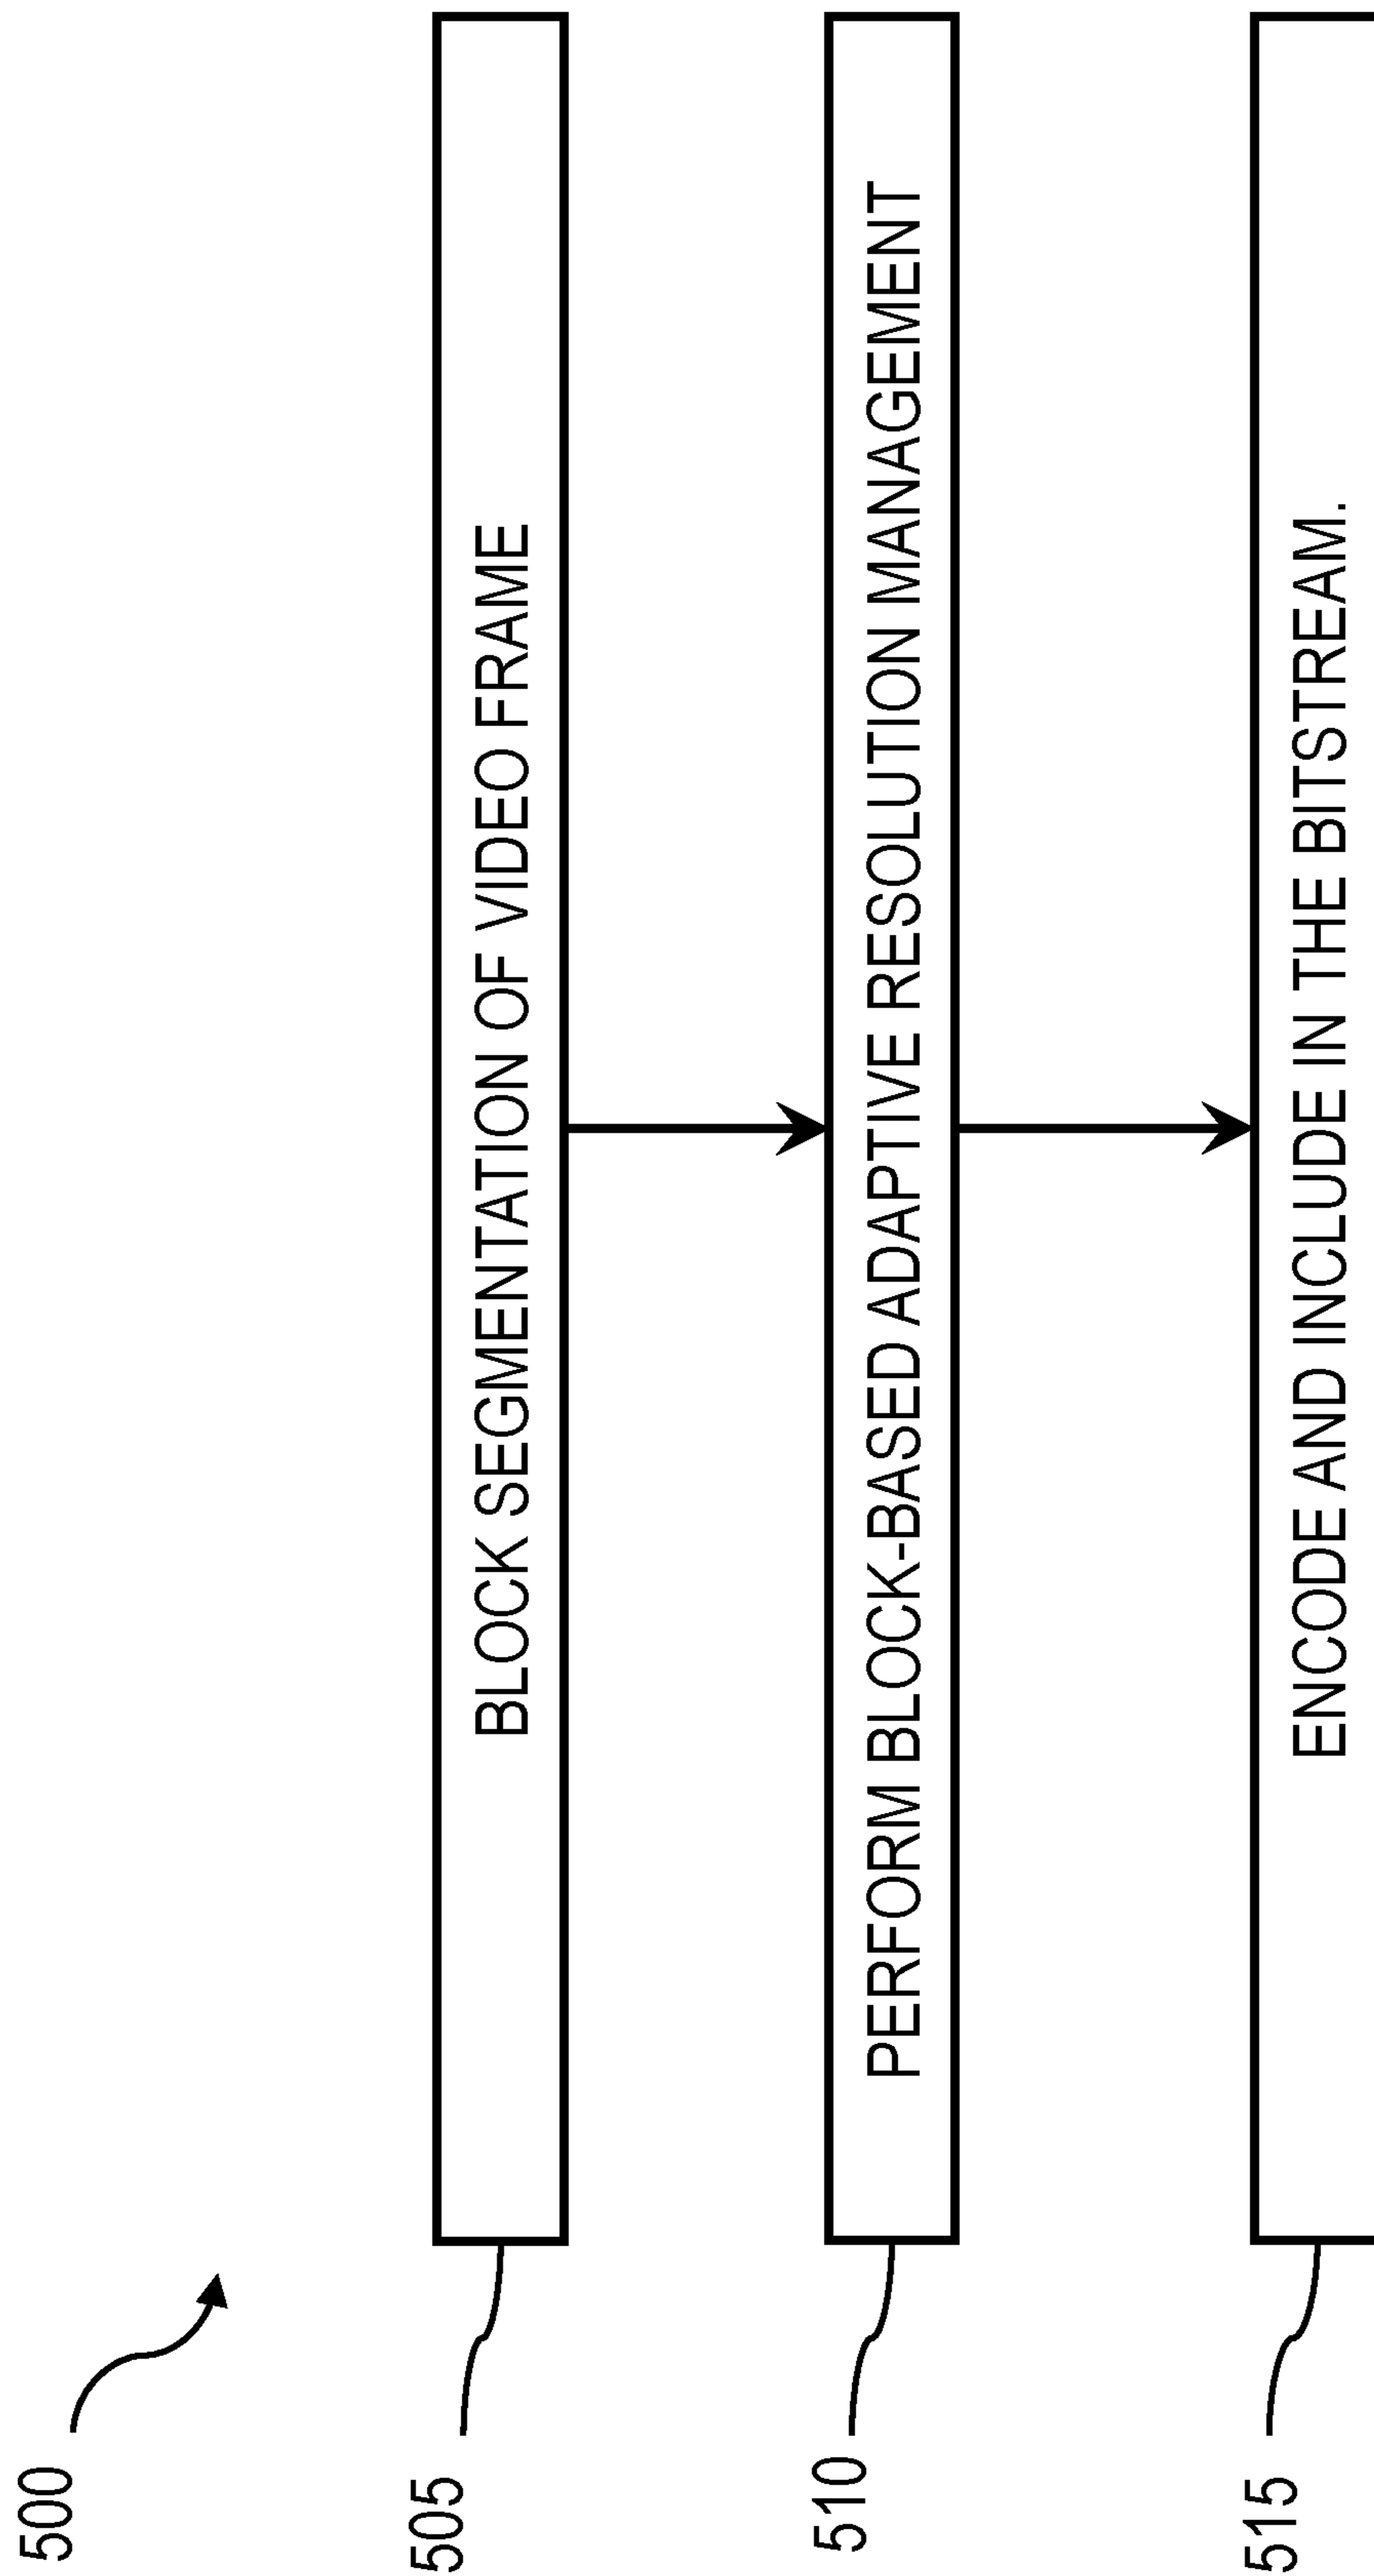 500
505
BLOCK SEGMENTATION OF VIDEO FRAME
510
PERFORM BLOCK-BASED ADAPTIVE RESOLUTION MANAGEMENT
515
ENCODE AND INCLUDE IN THE BITSTREAM.